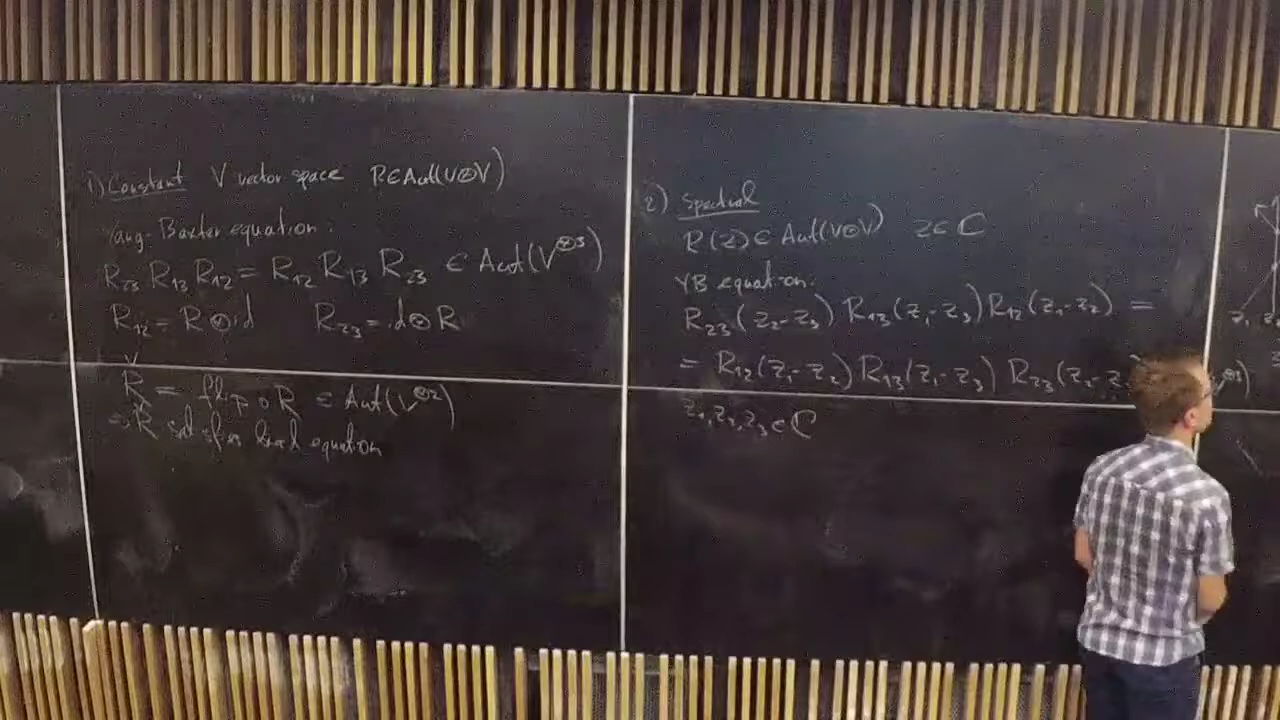 1) Constant V vector space R∈Aut(V⊗V)
Yang-Baxter equation:
R₂₃ R₁₃ R₁₂ = R₁₂ R₁₃ R₂₃ ∈ Aut(V^⊗3)
R₁₂ = R⊗id R₂₃ = id⊗R
Ř = flip ∘ R ∈ Aut(V^⊗2)
⇒ Ř satisfies braid equation
2) Spectral
R(z) ∈ Aut(V⊗V) z∈ℂ
YB equation:
R₂₃(z₂-z₃) R₁₃(z₁-z₃) R₁₂(z₁-z₂) =
= R₁₂(z₁-z₂) R₁₃(z₁-z₃) R₂₃(z₂-z₃
z₁,z₂,z₃∈ℂ
z₁